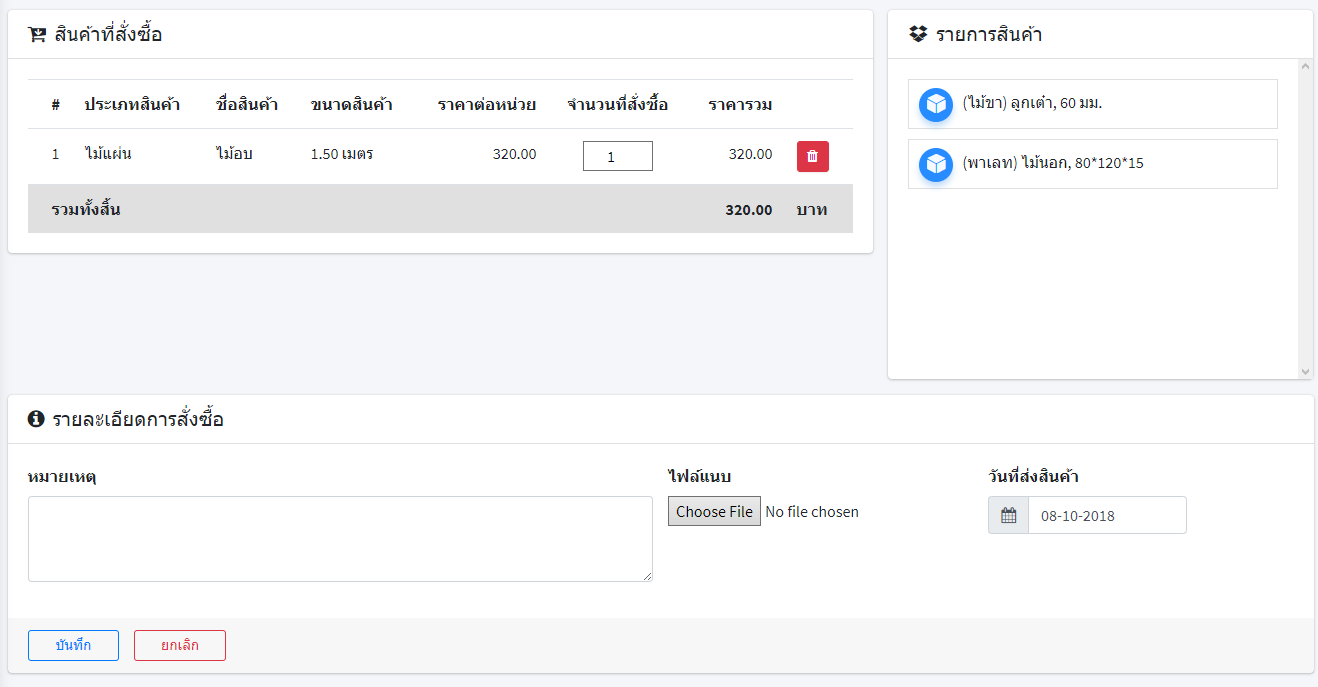 สินค้าที่สั่งซื้อ
# ประเภทสินค้า ชื่อสินค้า ขนาดสินค้า ราคาต่อหน่วย จำนวนที่สั่งซื้อ ราคารวม
1 ไม้แผ่น ไม้อบ 1.50 เมตร 320.00 1 320.00
รวมทั้งสิ้น 320.00 บาท
รายการสินค้า
(ไม้ขา) ลูกเต๋า, 60 มม.
(พาเลท) ไม้นอก, 80*120*15
รายละเอียดการสั่งซื้อ
หมายเหตุ
ไฟล์แนบ
Choose File No file chosen
วันที่ส่งสินค้า
08-10-2018
บันทึก ยกเลิก